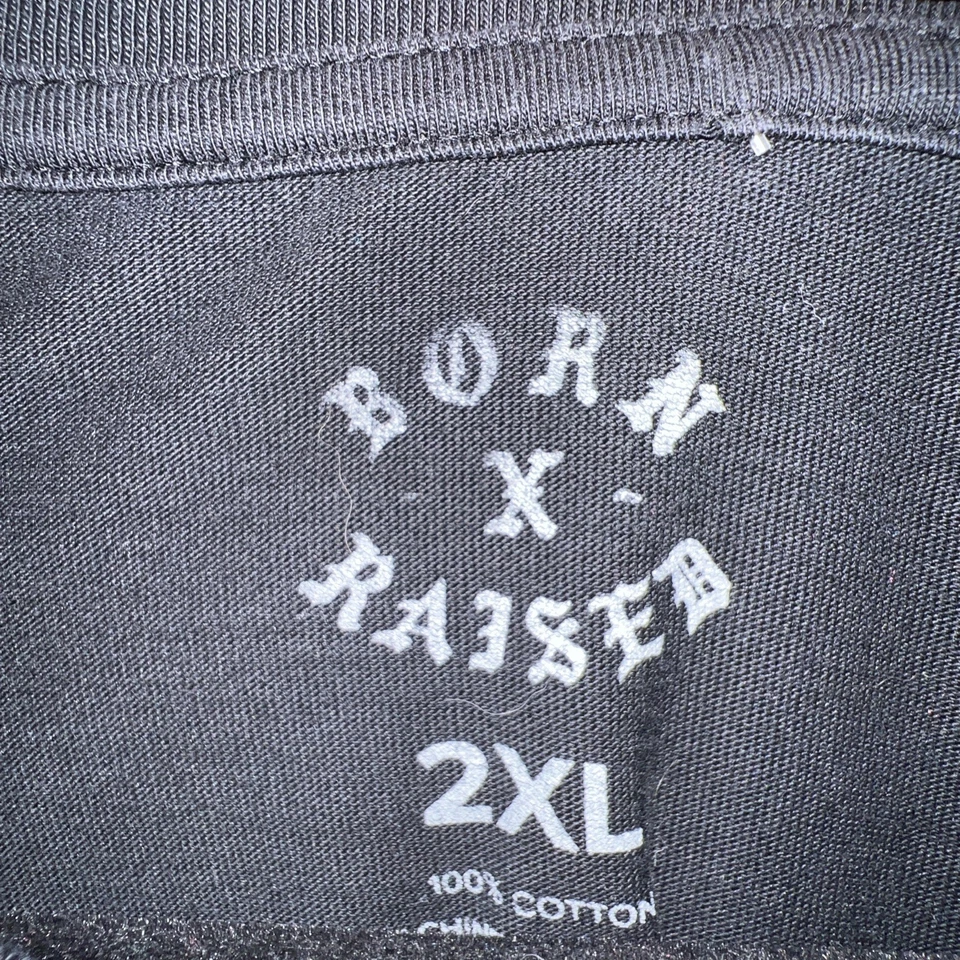 BORN
- X -
RAISED
2XL
100% COTTON